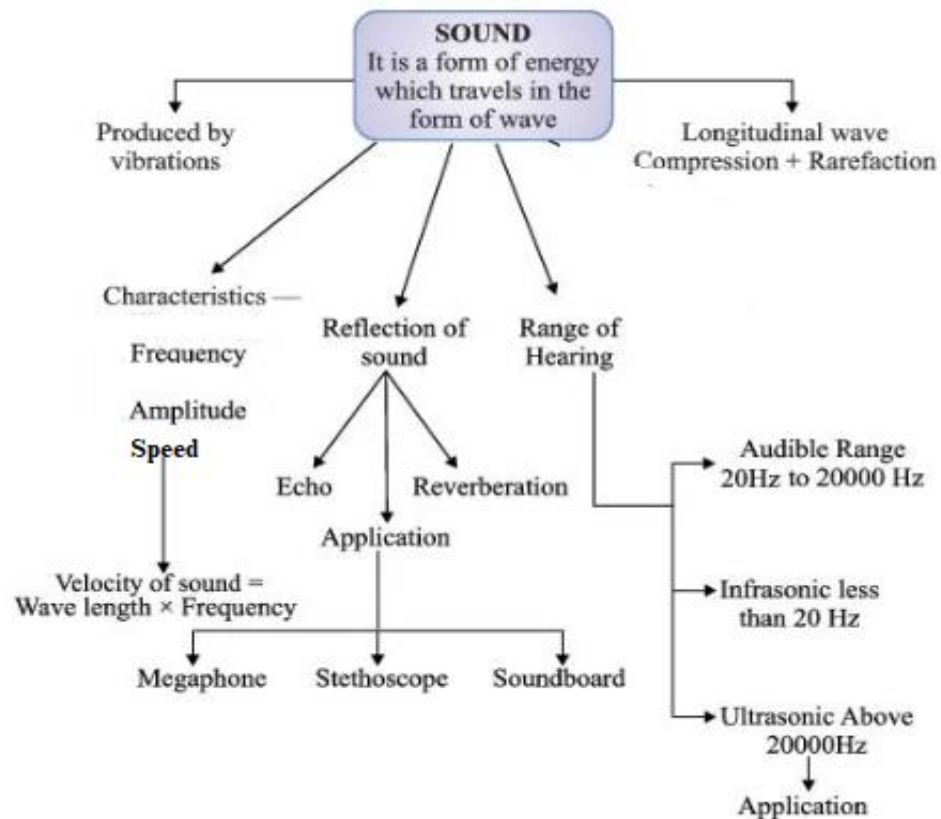 SOUND
It is a form of energy
which travels in the
form of wave
Produced by
vibrations
Longitudinal wave
Compression + Rarefaction
Characteristics —
Frequency
Amplitude
Speed
Velocity of sound =
Wave length × Frequency
Reflection of
sound
Echo
Reverberation
Application
Megaphone
Stethoscope
Soundboard
Range of
Hearing
Audible Range
20Hz to 20000 Hz
Infrasonic less
than 20 Hz
Ultrasonic Above
20000Hz
Application